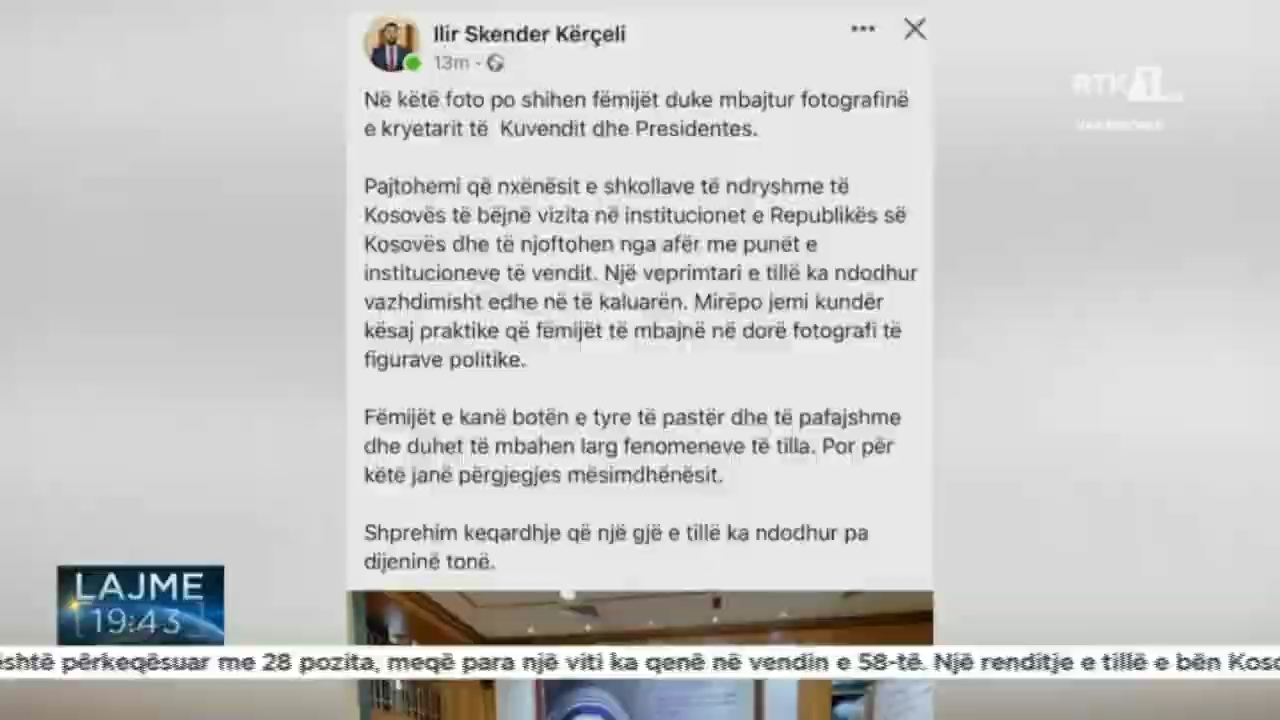 Ilir Skender Kërçeli
13m
RTK 1
Në këtë foto po shihen fëmijët duke mbajtur fotografinë
e kryetarit të Kuvendit dhe Presidentes.
Pajtohemi që nxënësit e shkollave të ndryshme të
Kosovës të bëjnë vizita në institucionet e Republikës së
Kosovës dhe të njoftohen nga afër me punët e
institucioneve të vendit. Një veprimtari e tillë ka ndodhur
vazhdimisht edhe në të kaluarën. Mirëpo jemi kundër
kësaj praktike që fëmijët të mbajnë në dorë fotografi të
figurave politike.
Fëmijët e kanë botën e tyre të pastër dhe të pafajshme
dhe duhet të mbahen larg fenomeneve të tilla. Por për
këtë janë përgjegjes mësimdhënësit.
Shprehim keqardhje që një gjë e tillë ka ndodhur pa
dijeninë tonë.
LAJME
19:43
është përkeqësuar me 28 pozita, meqë para një viti ka qenë në vendin e 58-të. Një renditje e tillë e bën Koso